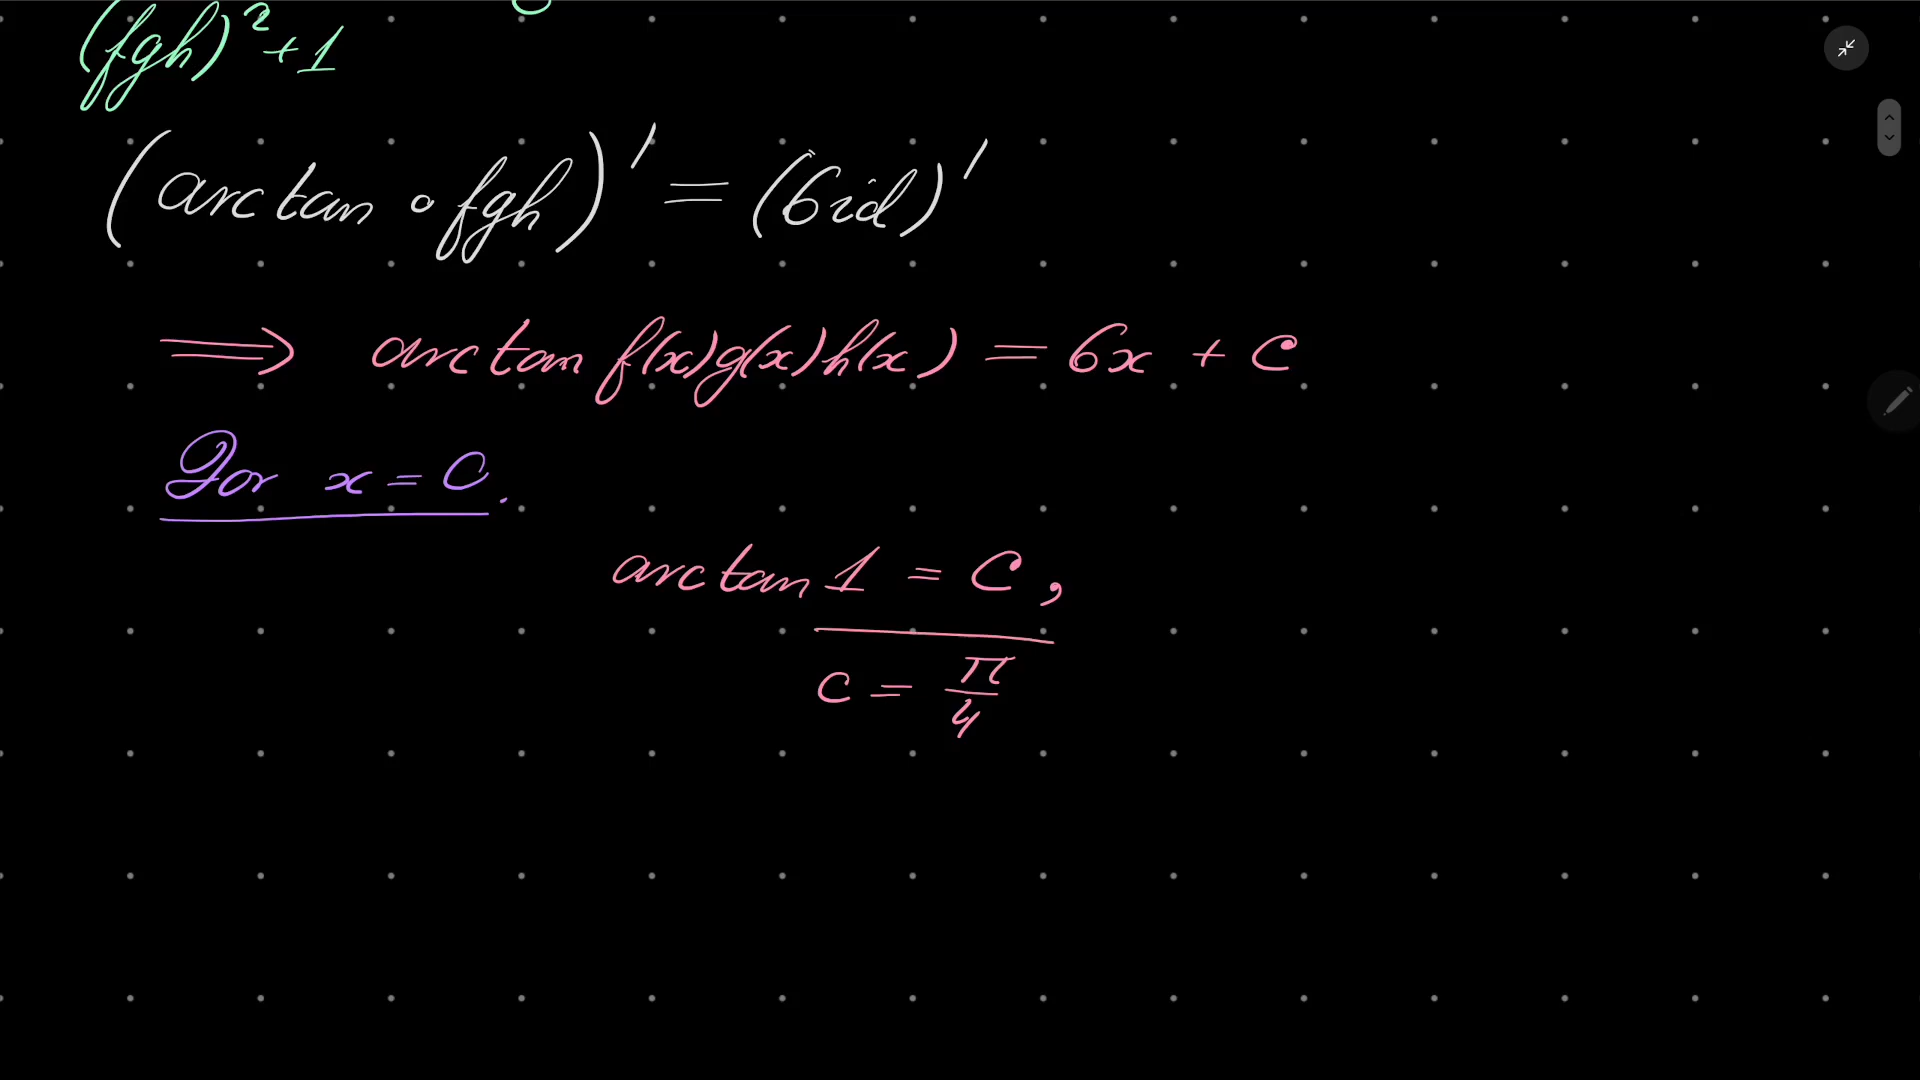 (fgh)² + 1
(arctan ∘ fgh)' = (6id)'
⟹ arctan f(x)g(x)h(x) = 6x + C
For x = 0.
arctan 1 = C,
C = π/4